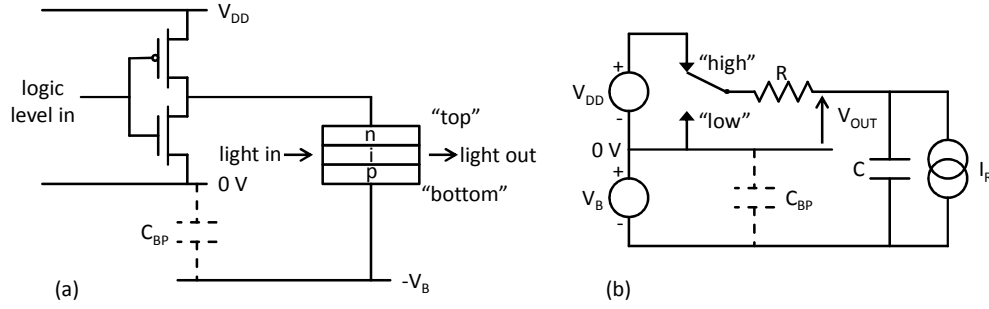 V_DD
logic
level in
n
i
p
"top"
light in
light out
"bottom"
0 V
C_BP
-V_B
(a)
+
"high"
R
V_DD
-
"low"
V_OUT
0 V
+
V_B
-
C_BP
C
I_R
(b)